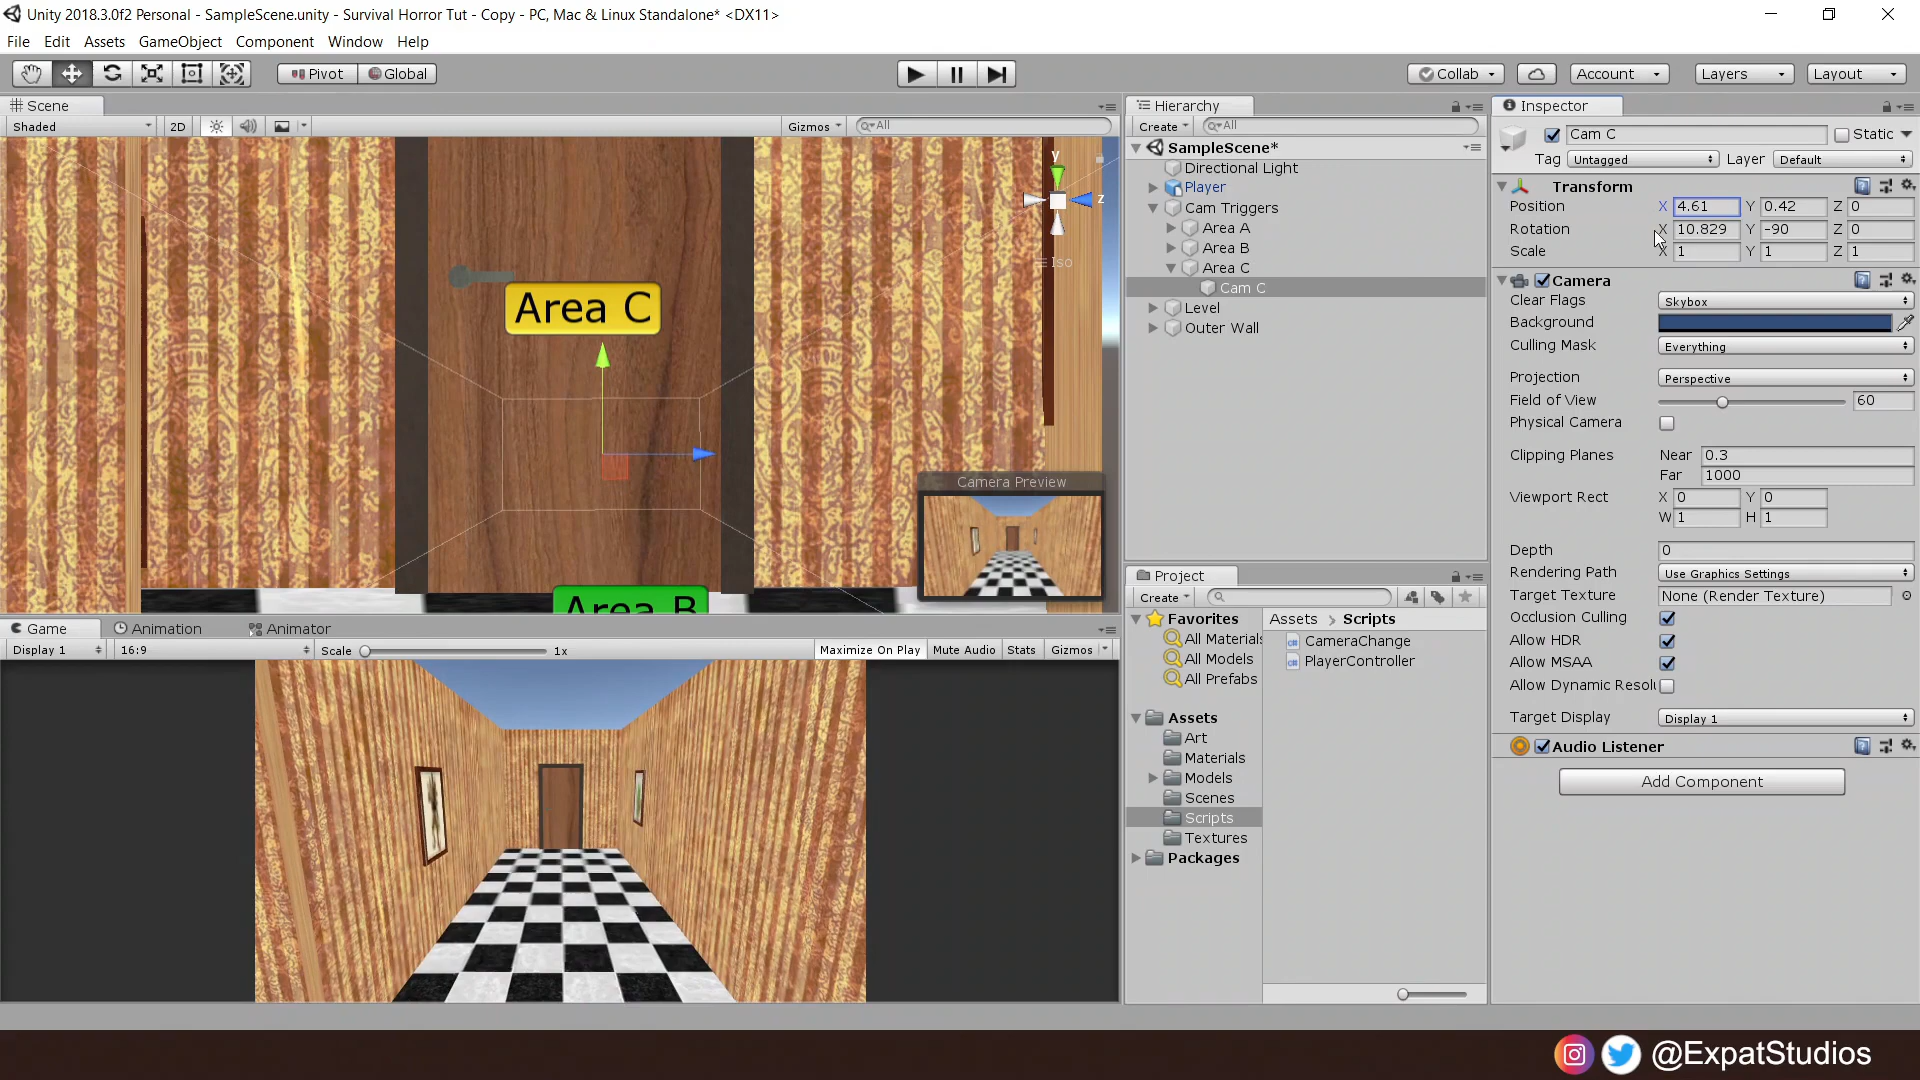 Unity 2018.3.0f2 Personal - SampleScene.unity - Survival Horror Tut - Copy - PC, Mac & Linux Standalone* <DX11>
File Edit Assets GameObject Component Window Help
Pivot Global Collab Account Layers Layout
Scene
Shaded 2D Gizmos All
y
z
Iso
Area C
Area B
Camera Preview
Game Animation Animator
Display 1 16:9 Scale 1x Maximize On Play Mute Audio Stats Gizmos
Hierarchy
Create All
SampleScene*
Directional Light
Player
Cam Triggers
Area A
Area B
Area C
Cam C
Level
Outer Wall
Project
Create
Favorites
All Materials
All Models
All Prefabs
Assets
Art
Materials
Models
Scenes
Scripts
Textures
Packages
Assets > Scripts
CameraChange
PlayerController
Inspector
Cam C Static
Tag Untagged Layer Default
Transform
Position X 4.61 Y 0.42 Z 0
Rotation X 10.829 Y -90 Z 0
Scale X 1 Y 1 Z 1
Camera
Clear Flags Skybox
Background
Culling Mask Everything
Projection Perspective
Field of View 60
Physical Camera
Clipping Planes Near 0.3
Far 1000
Viewport Rect X 0 Y 0
W 1 H 1
Depth 0
Rendering Path Use Graphics Settings
Target Texture None (Render Texture)
Occlusion Culling
Allow HDR
Allow MSAA
Allow Dynamic Resolu
Target Display Display 1
Audio Listener
Add Component
@ExpatStudios